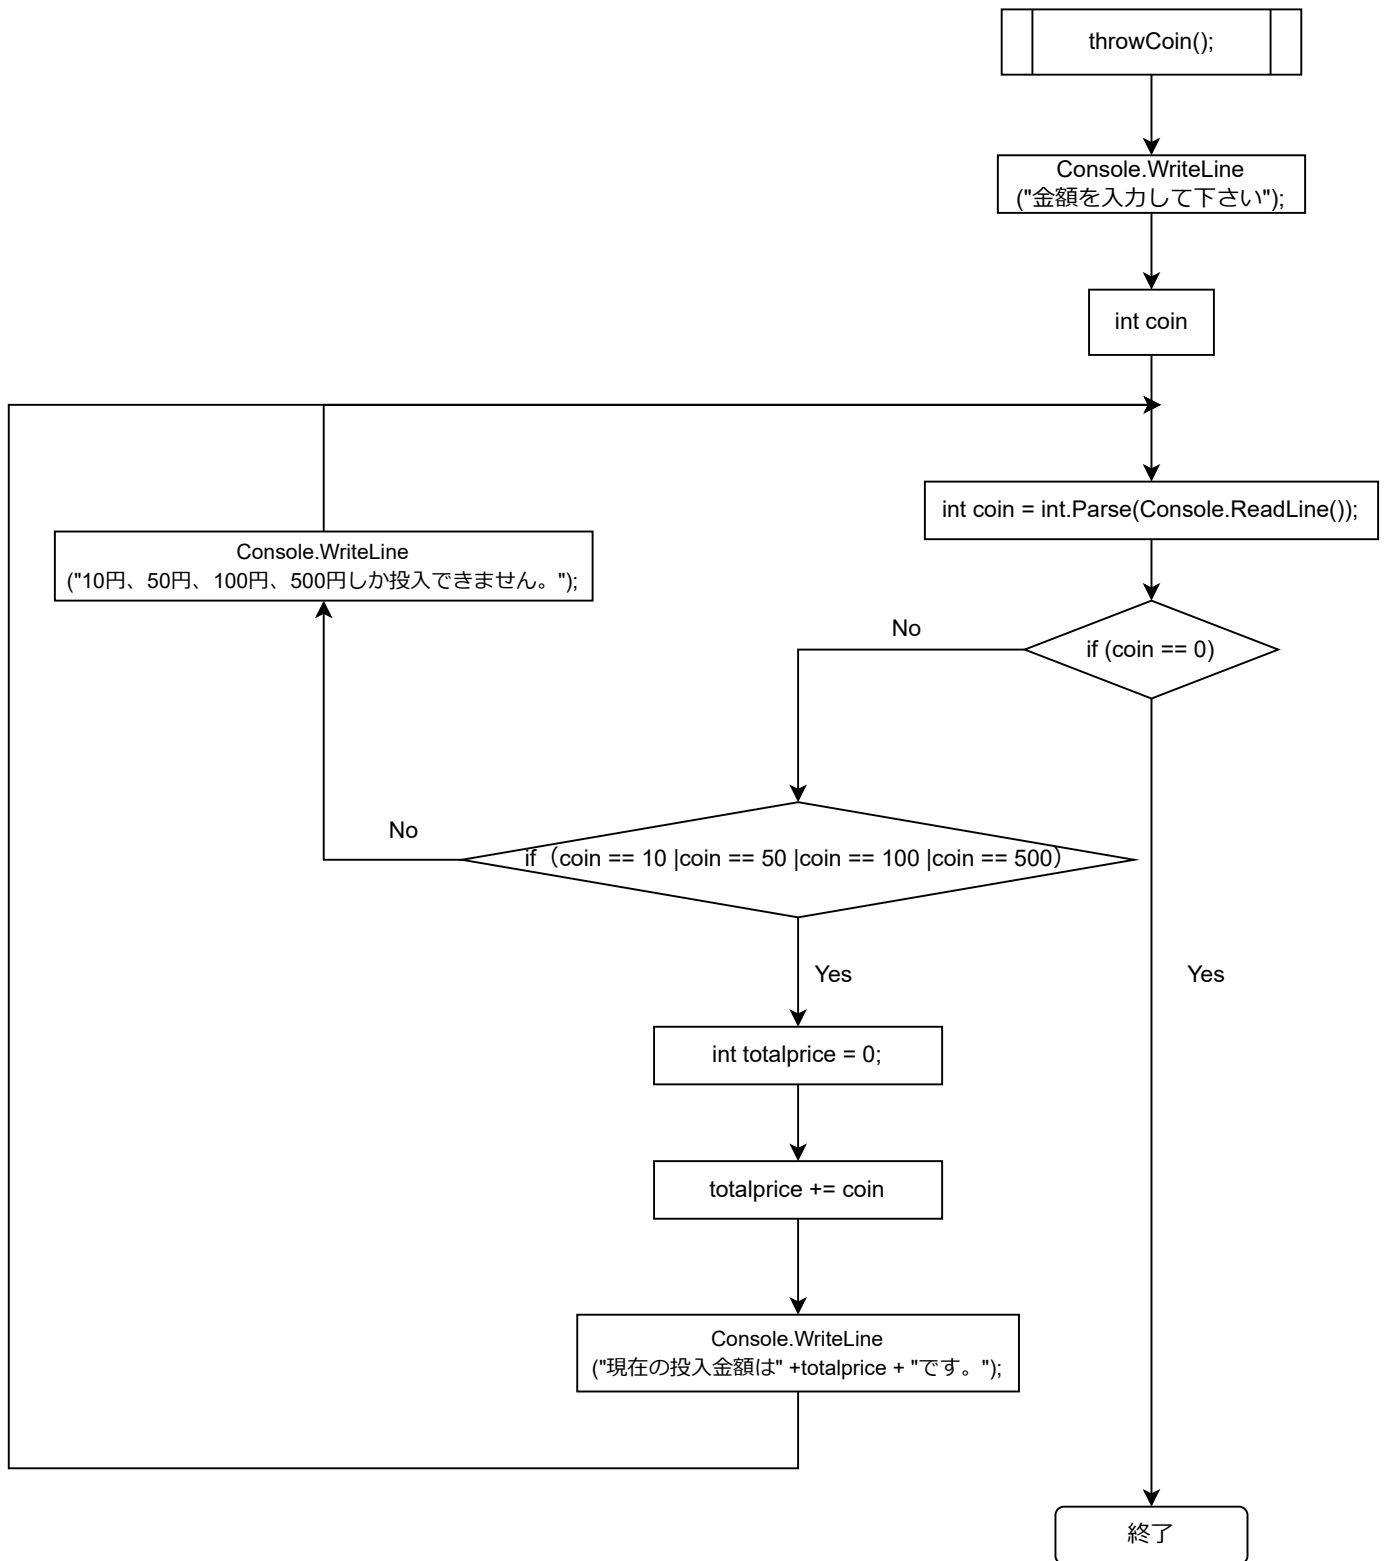 throwCoin();
Console.WriteLine
("金額を入力して下さい");
int coin
int coin = int.Parse(Console.ReadLine());
Console.WriteLine
("10円、50円、100円、500円しか投入できません。");
No
if (coin == 0)
No
if（coin == 10 |coin == 50 |coin == 100 |coin == 500）
Yes
Yes
int totalprice = 0;
totalprice += coin
Console.WriteLine
("現在の投入金額は" +totalprice + "です。");
終了